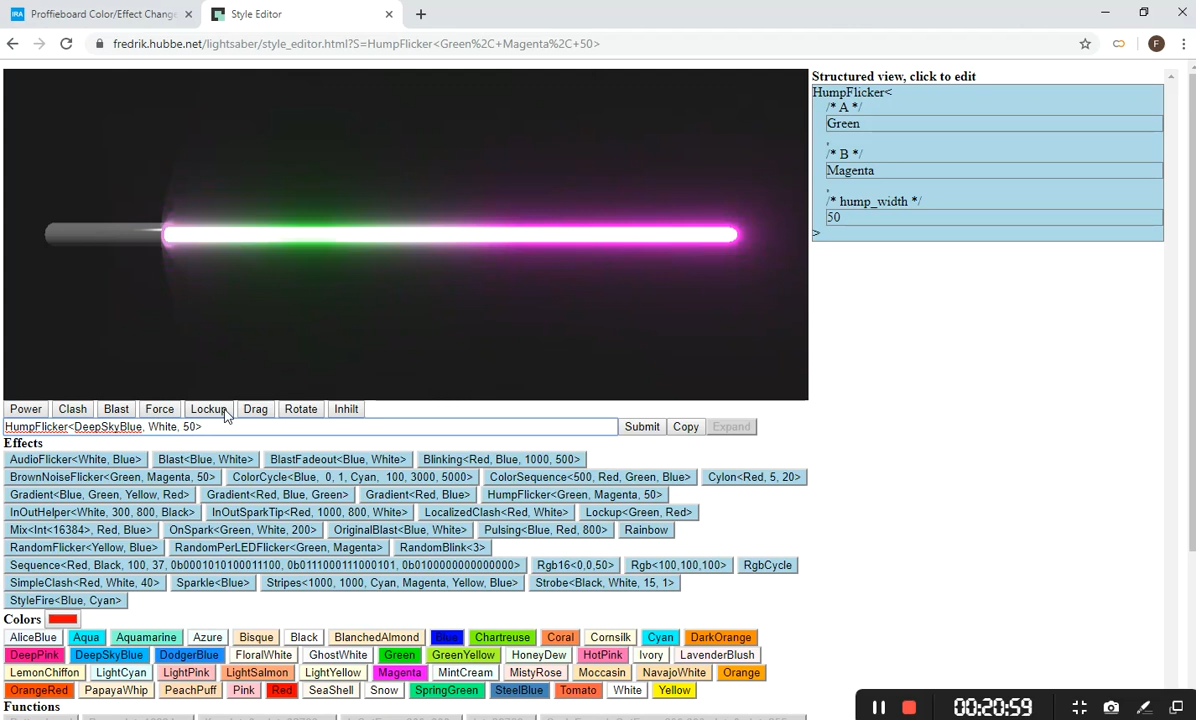 Proffieboard Color/Effect Chang
Style Editor
fredrik.hubbe.net/lightsaber/style_editor.html?S=HumpFlicker<Green%2C+Magenta%2C+50>
F
Structured view, click to edit
HumpFlicker<
/* A */
Green
,
/* B */
Magenta
,
/* hump_width */
50
>
Power Clash Blast Force Lockup Drag Rotate Inhilt
HumpFlicker<DeepSkyBlue, White, 50> Submit Copy Expand
Effects
AudioFlicker<White, Blue> Blast<Blue, White> BlastFadeout<Blue, White> Blinking<Red, Blue, 1000, 500>
BrownNoiseFlicker<Green, Magenta, 50> ColorCycle<Blue, 0, 1, Cyan, 100, 3000, 5000> ColorSequence<500, Red, Green, Blue> Cylon<Red, 5, 20>
Gradient<Blue, Green, Yellow, Red> Gradient<Red, Blue, Green> Gradient<Red, Blue> HumpFlicker<Green, Magenta, 50>
InOutHelper<White, 300, 800, Black> InOutSparkTip<Red, 1000, 800, White> LocalizedClash<Red, White> Lockup<Green, Red>
Mix<Int<16384>, Red, Blue> OnSpark<Green, White, 200> OriginalBlast<Blue, White> Pulsing<Blue, Red, 800> Rainbow
RandomFlicker<Yellow, Blue> RandomPerLEDFlicker<Green, Magenta> RandomBlink<3>
Sequence<Red, Black, 100, 37, 0b0001010100011100, 0b0111000111000101, 0b0100000000000000> Rgb16<0,0,50> Rgb<100,100,100> RgbCycle
SimpleClash<Red, White, 40> Sparkle<Blue> Stripes<1000, 1000, Cyan, Magenta, Yellow, Blue> Strobe<Black, White, 15, 1>
StyleFire<Blue, Cyan>
Colors
AliceBlue Aqua Aquamarine Azure Bisque Black BlanchedAlmond Blue Chartreuse Coral Cornsilk Cyan DarkOrange
DeepPink DeepSkyBlue DodgerBlue FloralWhite GhostWhite Green GreenYellow HoneyDew HotPink Ivory LavenderBlush
LemonChiffon LightCyan LightPink LightSalmon LightYellow Magenta MintCream MistyRose Moccasin NavajoWhite Orange
OrangeRed PapayaWhip PeachPuff Pink Red SeaShell Snow SpringGreen SteelBlue Tomato White Yellow
Functions
00:20:59